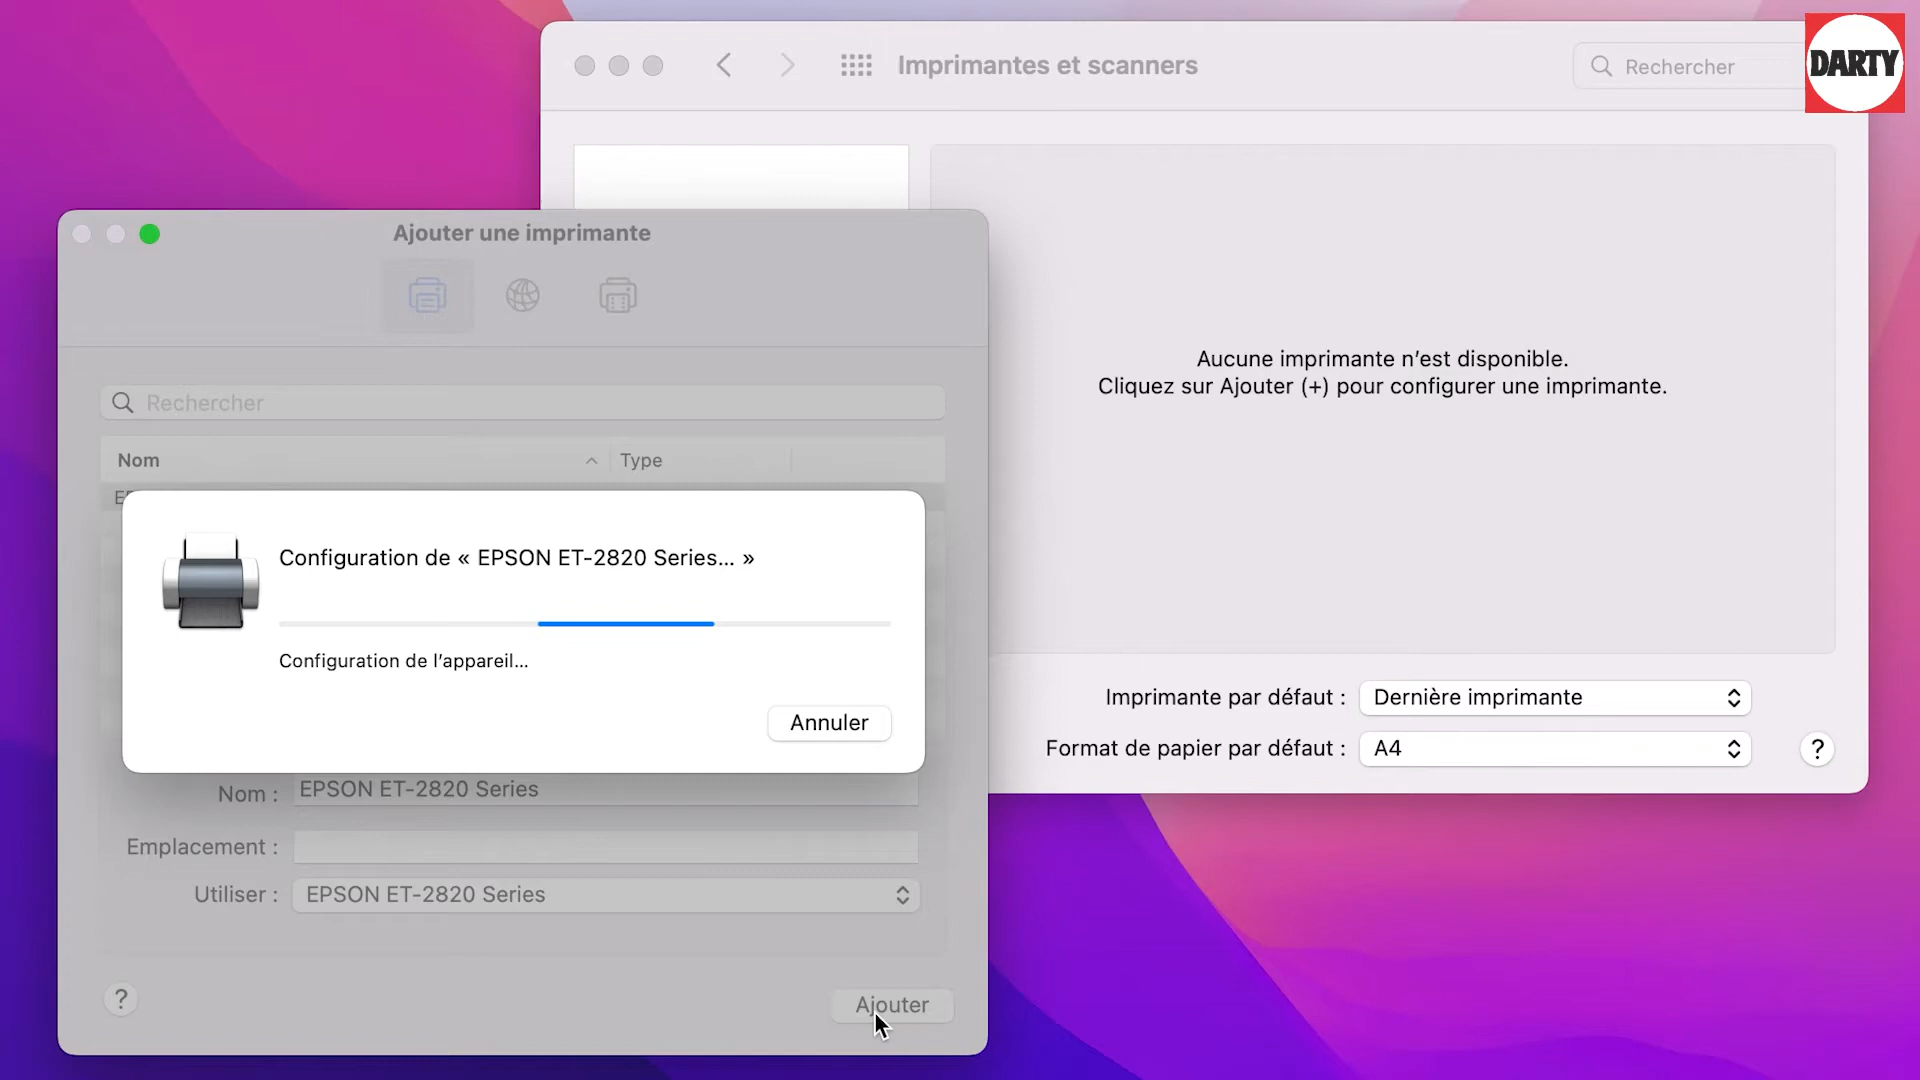 Imprimantes et scanners
Rechercher
DARTY
Aucune imprimante n’est disponible.
Cliquez sur Ajouter (+) pour configurer une imprimante.
Imprimante par défaut : Dernière imprimante
Format de papier par défaut : A4
?
Ajouter une imprimante
Rechercher
Nom Type
Configuration de « EPSON ET-2820 Series... »
Configuration de l’appareil...
Annuler
Nom : EPSON ET-2820 Series
Emplacement :
Utiliser : EPSON ET-2820 Series
?
Ajouter